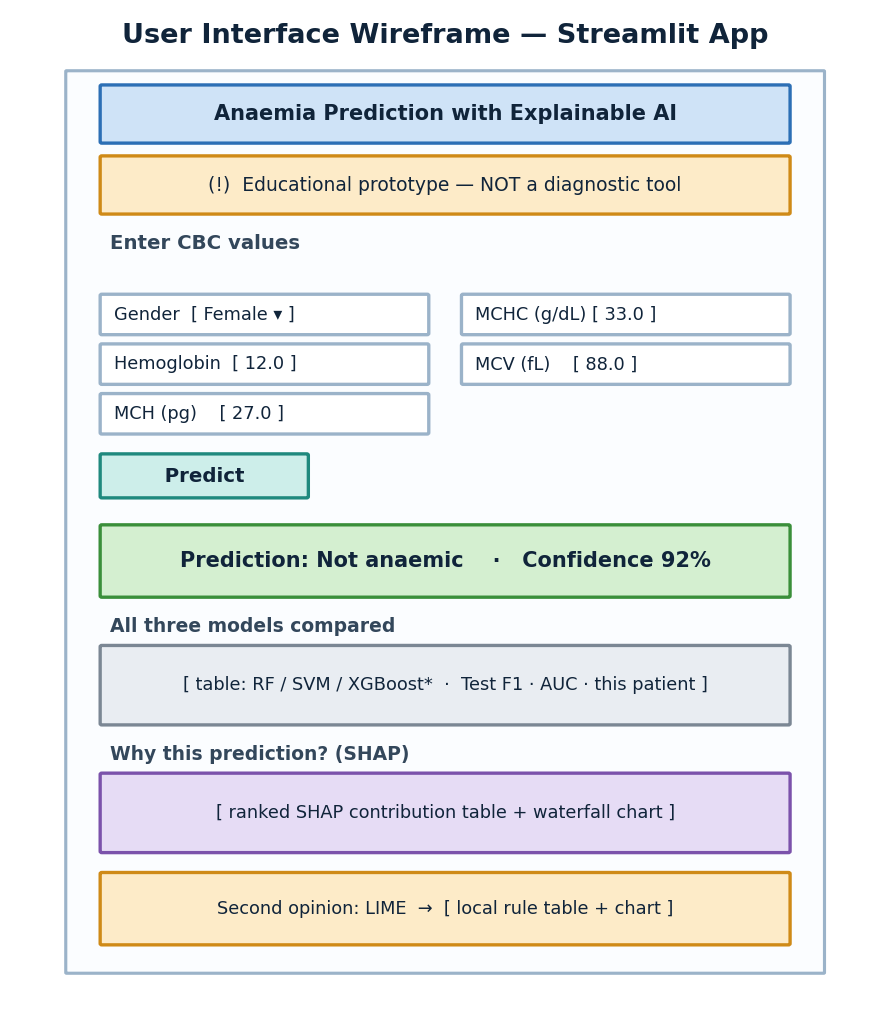 User Interface Wireframe — Streamlit App
Anaemia Prediction with Explainable AI
(!)  Educational prototype — NOT a diagnostic tool
Enter CBC values
Gender  [ Female ▾ ]
MCHC (g/dL) [ 33.0 ]
Hemoglobin  [ 12.0 ]
MCV (fL)    [ 88.0 ]
MCH (pg)    [ 27.0 ]
Predict
Prediction: Not anaemic    ·   Confidence 92%
All three models compared
[ table: RF / SVM / XGBoost*  ·  Test F1 · AUC · this patient ]
Why this prediction? (SHAP)
[ ranked SHAP contribution table + waterfall chart ]
Second opinion: LIME  →  [ local rule table + chart ]